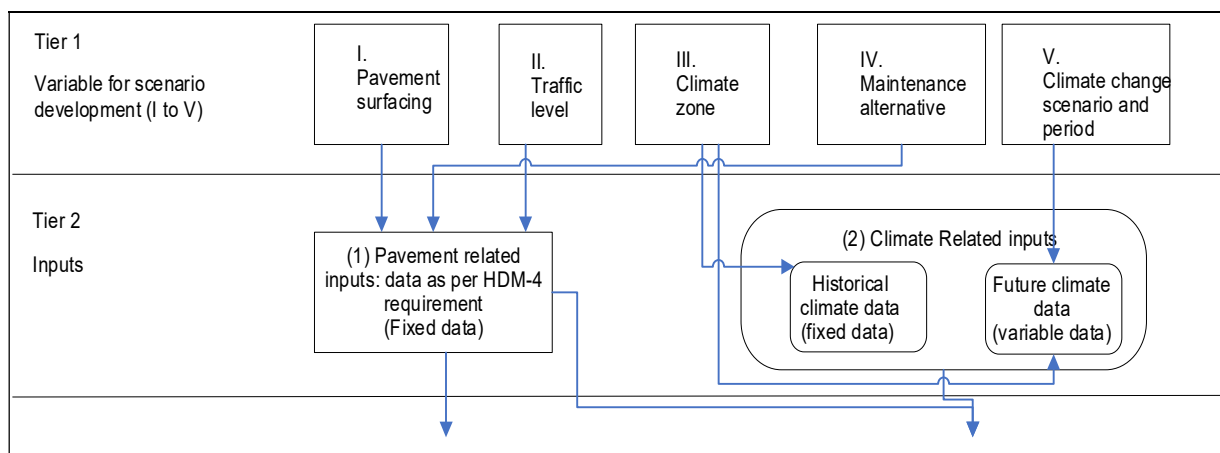 Tier 1
Variable for scenario
development (I to V)
I.
Pavement
surfacing
II.
Traffic
level
III.
Climate
zone
IV.
Maintenance
alternative
V.
Climate change
scenario and
period
Tier 2
Inputs
(1) Pavement related
inputs: data as per HDM-4
requirement
(Fixed data)
(2) Climate Related inputs
Historical
climate data
(fixed data)
Future climate
data
(variable data)